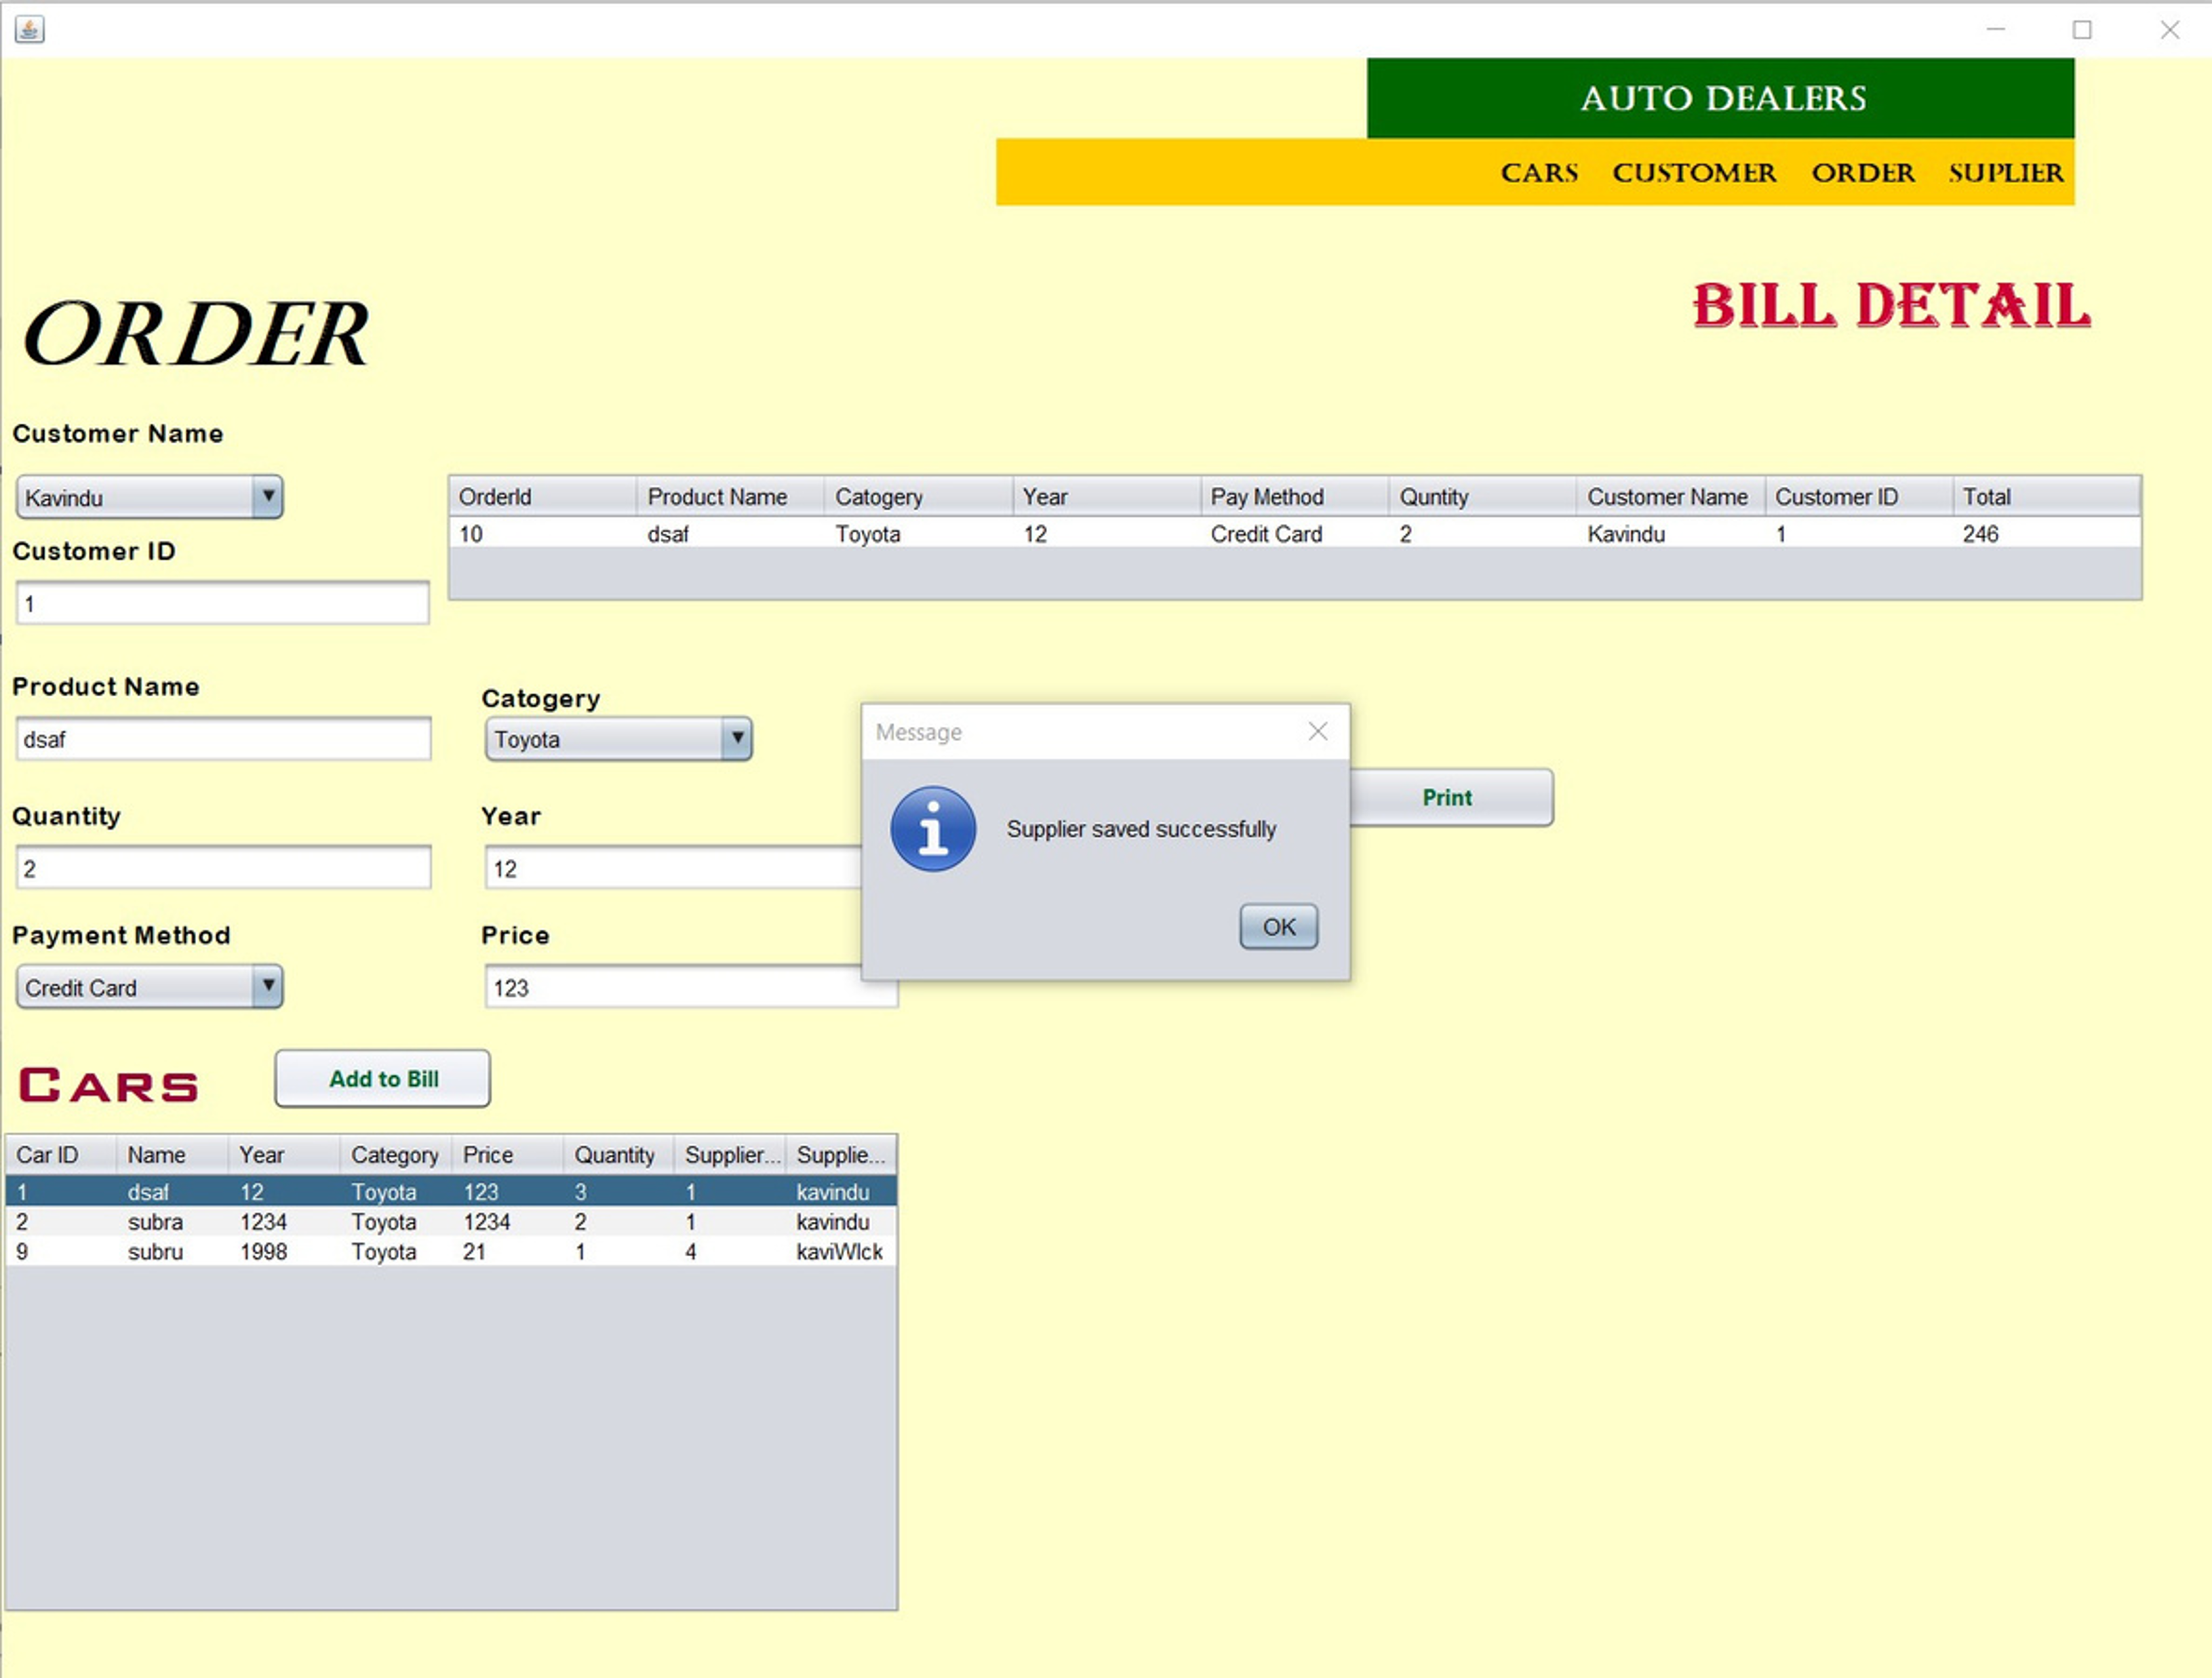 AUTO DEALERS
CARS CUSTOMER ORDER SUPLIER
ORDER
BILL DETAIL
Customer Name
Kavindu
OrderId Product Name Catogery Year Pay Method Quntity Customer Name Customer ID Total
10 dsaf Toyota 12 Credit Card 2 Kavindu 1 246
Customer ID
1
Product Name
Catogery
dsaf
Toyota
Message
Supplier saved successfully
OK
Print
Quantity
Year
2
12
Payment Method
Price
Credit Card
123
CARS
Add to Bill
Car ID Name Year Category Price Quantity Supplier... Supplie...
1 dsaf 12 Toyota 123 3 1 kavindu
2 subra 1234 Toyota 1234 2 1 kavindu
9 subru 1998 Toyota 21 1 4 kaviWIck